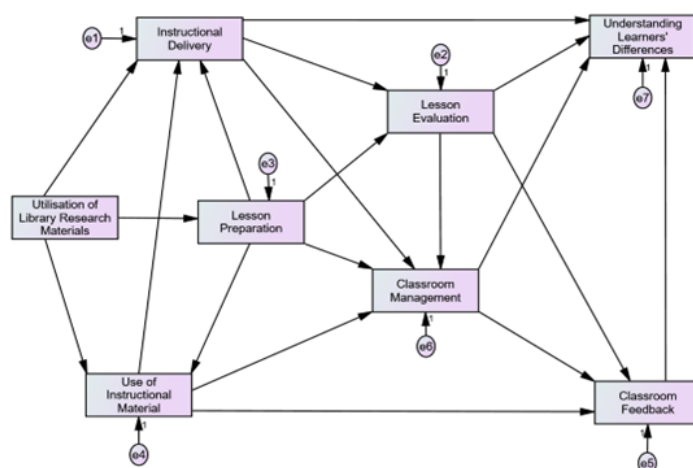 e1
1
Instructional
Delivery
Understanding
Learners'
Differences
e2
1
1
e7
Lesson
Evaluation
e3
1
Utilisation of
Library Research
Materials
Lesson
Preparation
Classroom
Management
1
e6
Use of
Instructional
Material
1
e4
Classroom
Feedback
1
e5